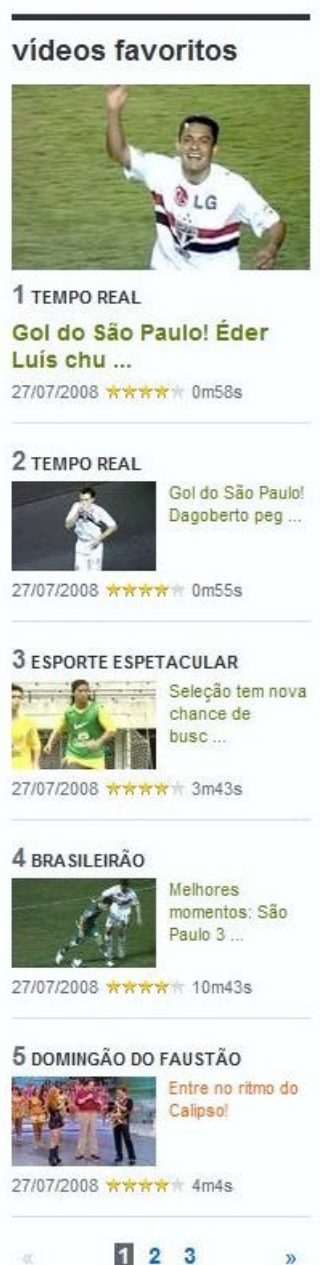 vídeos favoritos
LG
1 TEMPO REAL
Gol do São Paulo! Éder
Luís chu ...
27/07/2008 0m58s
2 TEMPO REAL
Gol do São Paulo!
Dagoberto peg ...
27/07/2008 0m55s
3 ESPORTE ESPETACULAR
Seleção tem nova
chance de
busc ...
27/07/2008 3m43s
4 BRASILEIRÃO
Melhores
momentos: São
Paulo 3 ...
27/07/2008 10m43s
5 DOMINGÃO DO FAUSTÃO
Entre no ritmo do
Calipso!
27/07/2008 4m4s
« 1 2 3 »